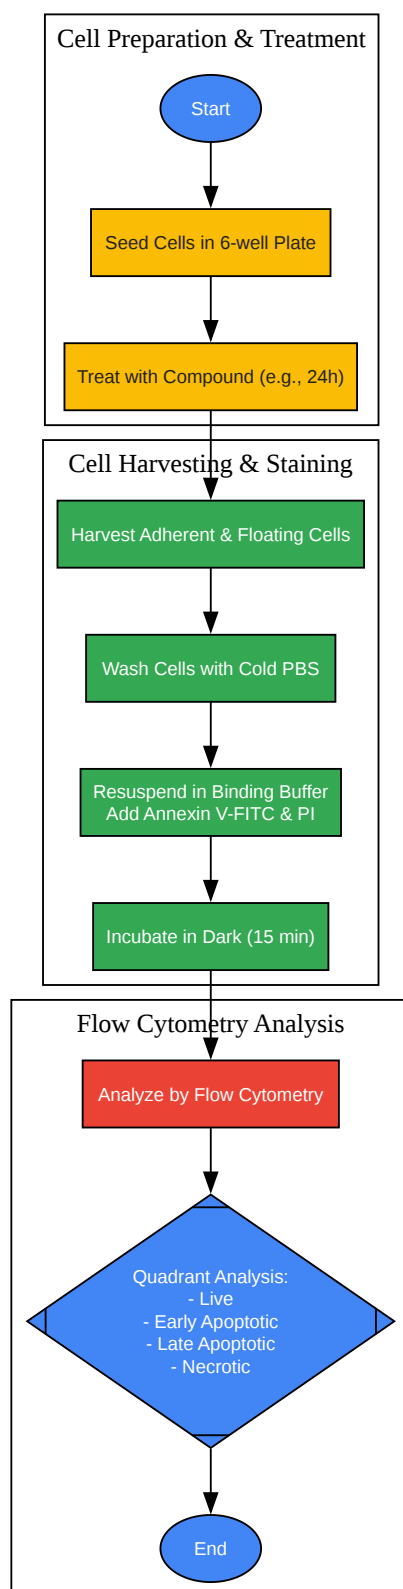 Cell Preparation & Treatment
Start
Seed Cells in 6-well Plate
Treat with Compound (e.g., 24h)
Cell Harvesting & Staining
Harvest Adherent & Floating Cells
Wash Cells with Cold PBS
Resuspend in Binding Buffer
Add Annexin V-FITC & PI
Incubate in Dark (15 min)
Flow Cytometry Analysis
Analyze by Flow Cytometry
Quadrant Analysis:
- Live
- Early Apoptotic
- Late Apoptotic
- Necrotic
End